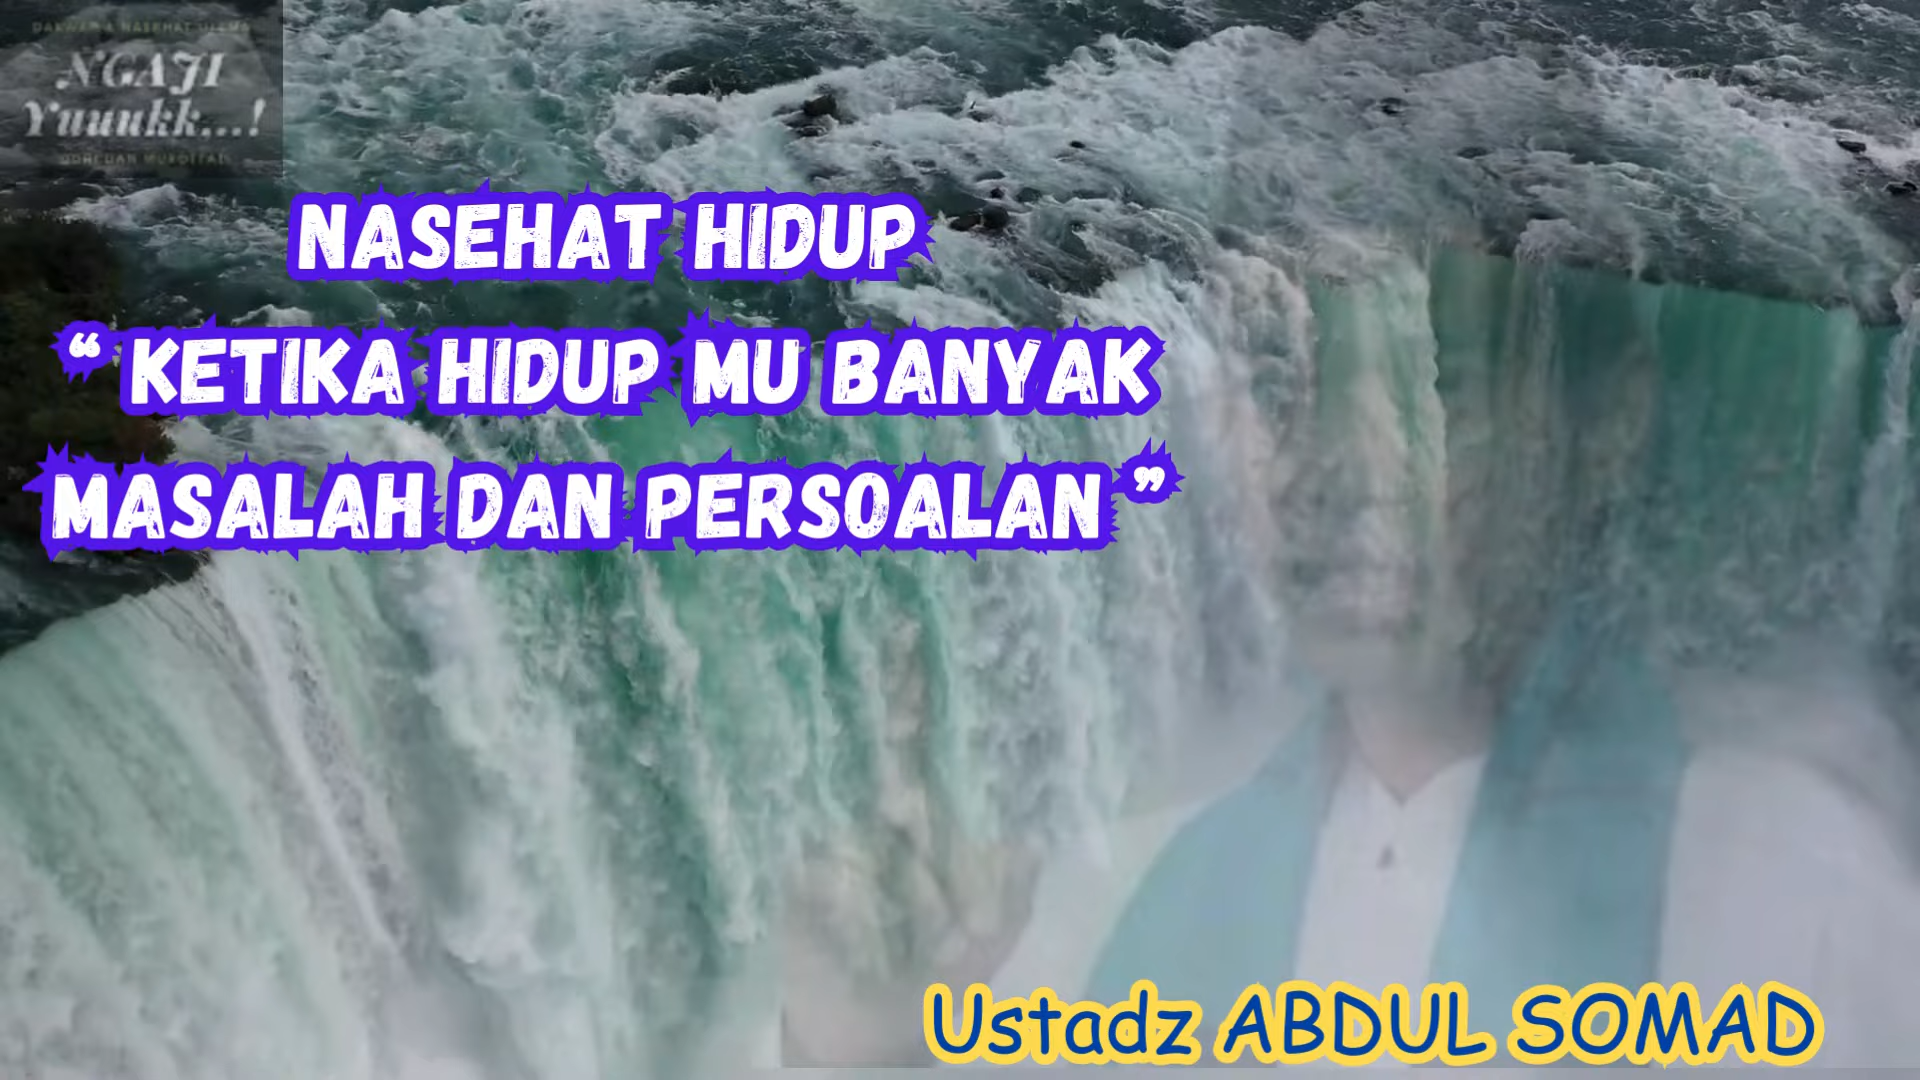 NGAJI
Yuuukk...!
NASEHAT HIDUP
“ KETIKA HIDUP MU BANYAK
MASALAH DAN PERSOALAN ”
Ustadz ABDUL SOMAD